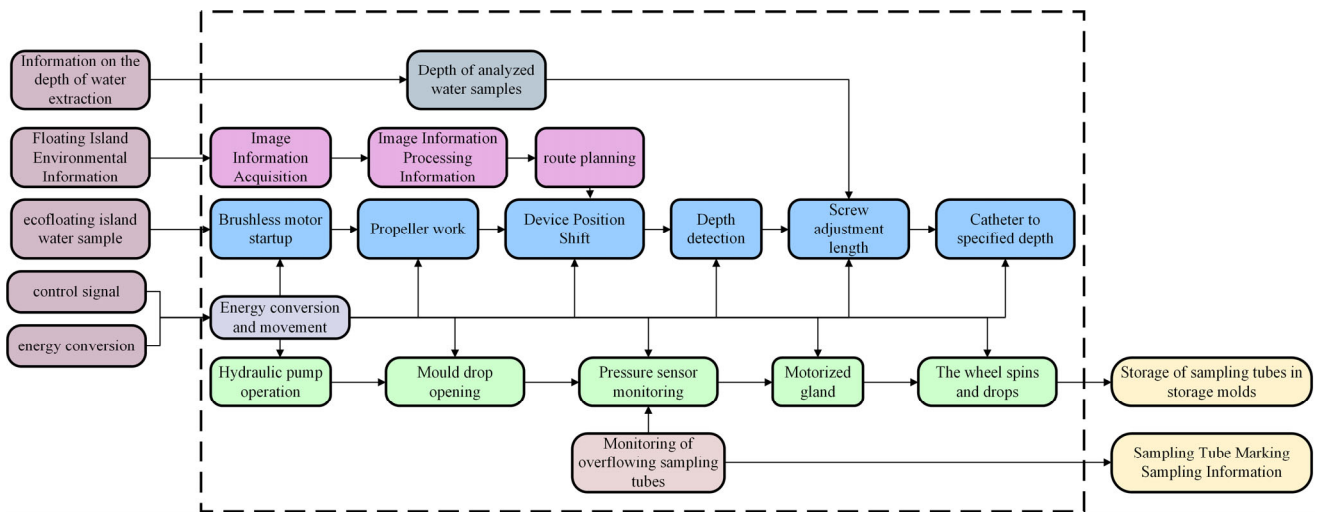 Information on the
depth of water
extraction
Depth of analyzed
water samples
Floating Island
Environmental
Information
Image
Information
Acquisition
Image Information
Processing
Information
route planning
ecofloating island
water sample
Brushless motor
startup
Propeller work
Device Position
Shift
Depth
detection
Screw
adjustment
length
Catheter to
specified depth
control signal
energy conversion
Energy conversion
and movement
Hydraulic pump
operation
Mould drop
opening
Pressure sensor
monitoring
Motorized
gland
The wheel spins
and drops
Storage of sampling tubes in
storage molds
Monitoring of
overflowing sampling
tubes
Sampling Tube Marking
Sampling Information